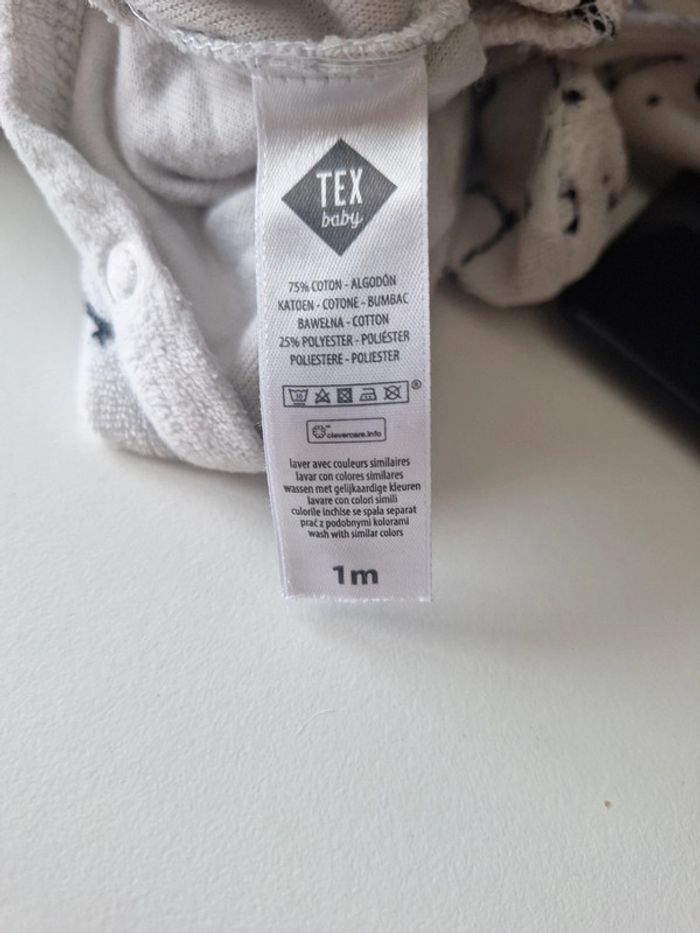 TEX
baby
75% COTON - ALGODÓN
KATOEN - COTONE - BUMBAC
BAWEŁNA - COTTON
25% POLYESTER - POLIÉSTER
POLIESTERE - POLIESTER
30
®
clevercare.info
laver avec couleurs similaires
lavar con colores similares
wassen met gelijkaardige kleuren
lavare con colori simili
culorile inchise se spala separat
prać z podobnymi kolorami
wash with similar colors
1m